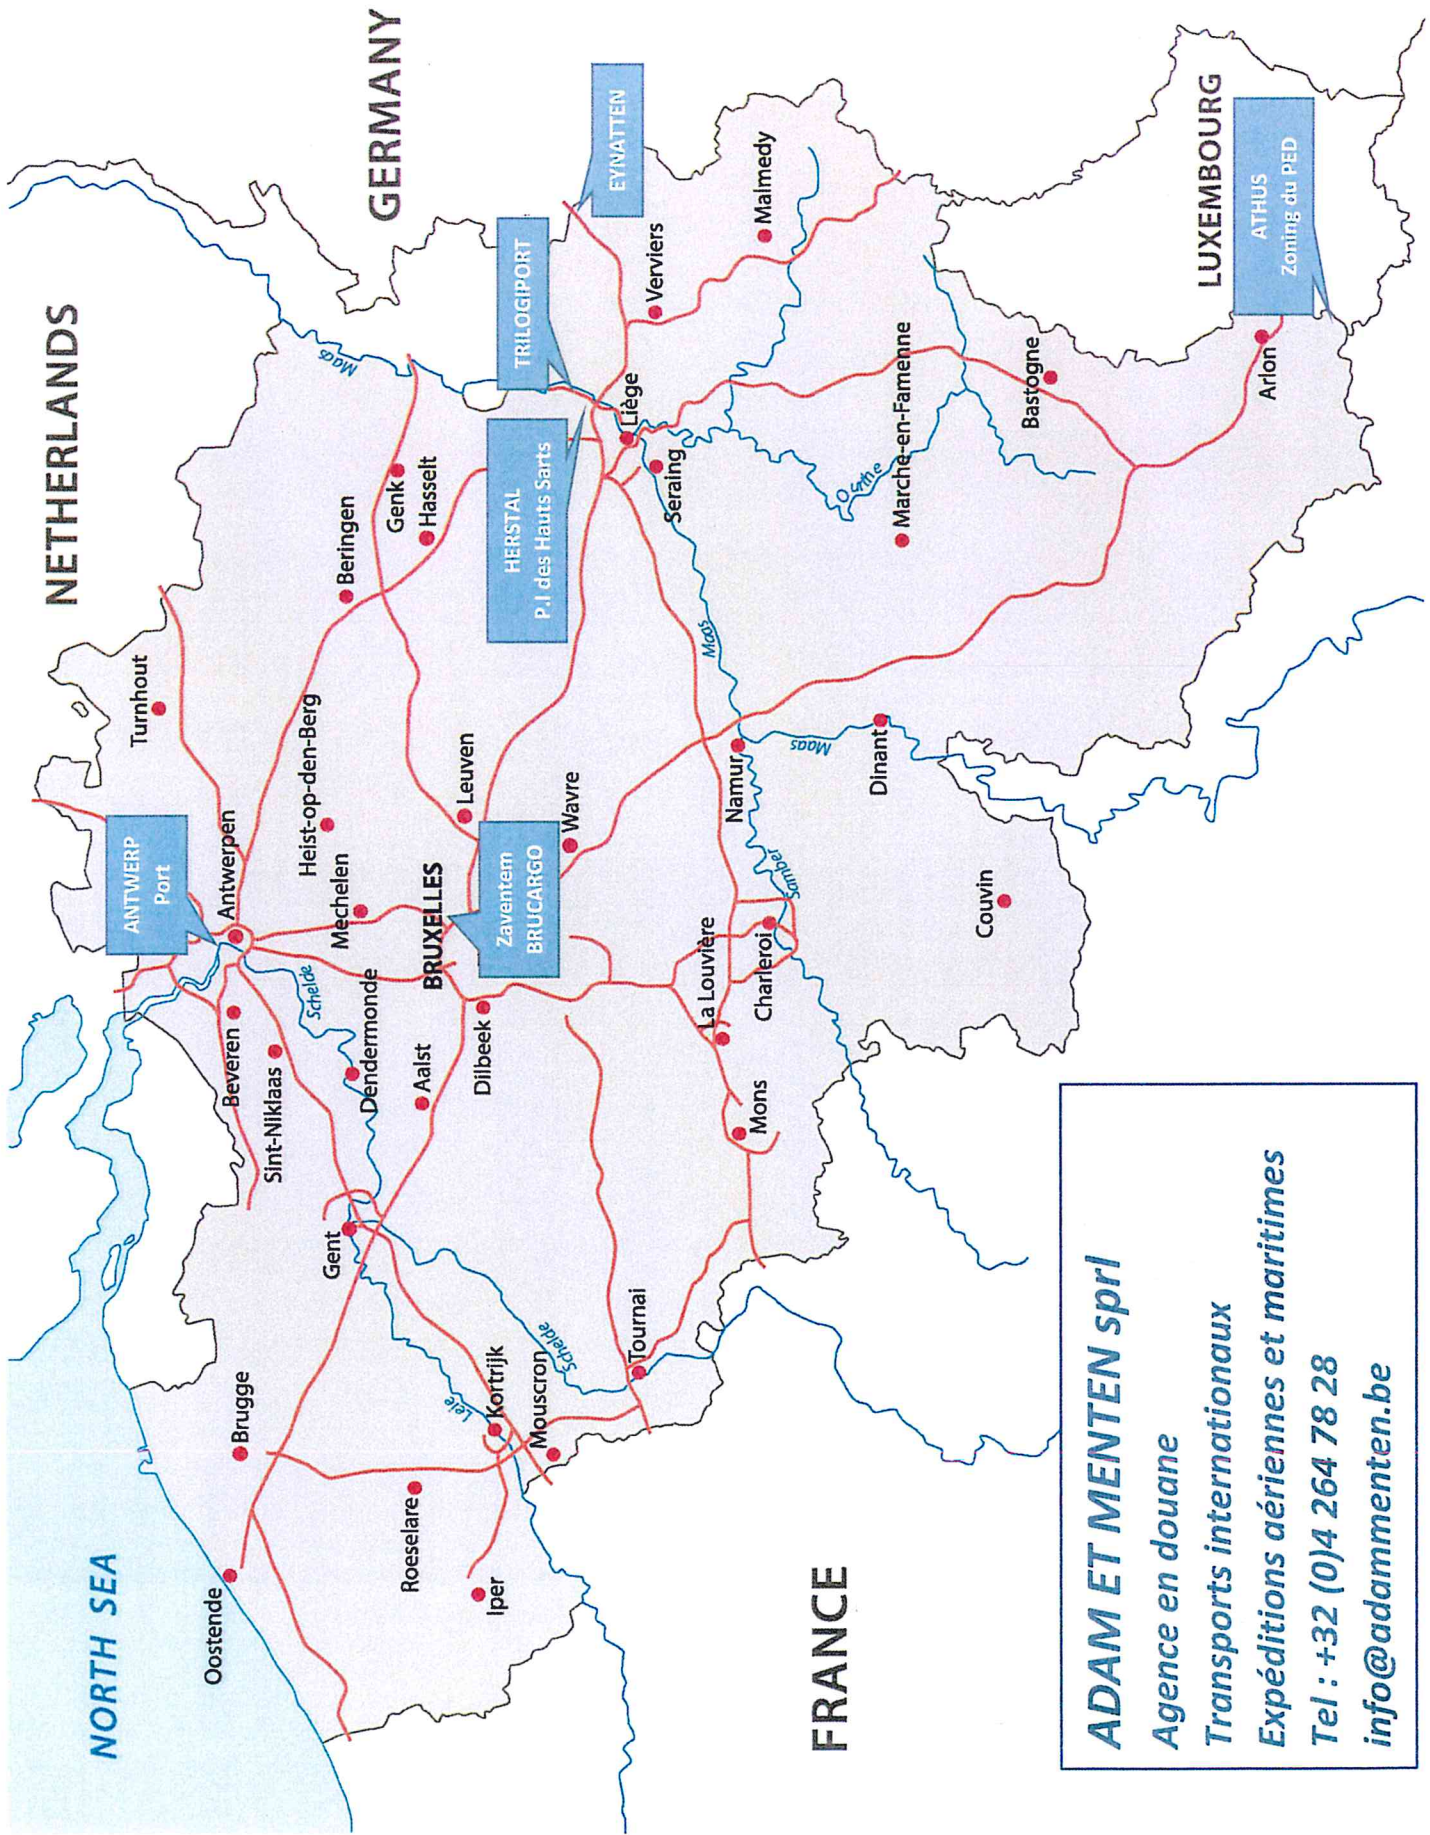 NORTH SEA
NETHERLANDS
GERMANY
FRANCE
LUXEMBOURG
ANTWERP
Port
Zaventem
BRUCARGO
HERSTAL
P.I des Hauts Sarts
TRILOGIPORT
EYNATTEN
ATHUS
Zoning du PED
Oostende
Brugge
Roeselare
Iper
Kortrijk
Mouscron
Tournai
Gent
Beveren
Sint-Niklaas
Dendermonde
Aalst
Dilbeek
Antwerpen
Turnhout
Heist-op-den-Berg
Mechelen
BRUXELLES
Leuven
Wavre
Beringen
Genk
Hasselt
Liège
Seraing
Verviers
Malmedy
Mons
La Louvière
Charleroi
Namur
Dinant
Couvin
Marche-en-Famenne
Bastogne
Arlon
Leie
Schelde
Schelde
Maas
Maas
Maas
Samber
Ourthe
ADAM ET MENTEN sprl
Agence en douane
Transports internationaux
Expéditions aériennes et maritimes
Tel : +32 (0)4 264 78 28
info@adammenten.be